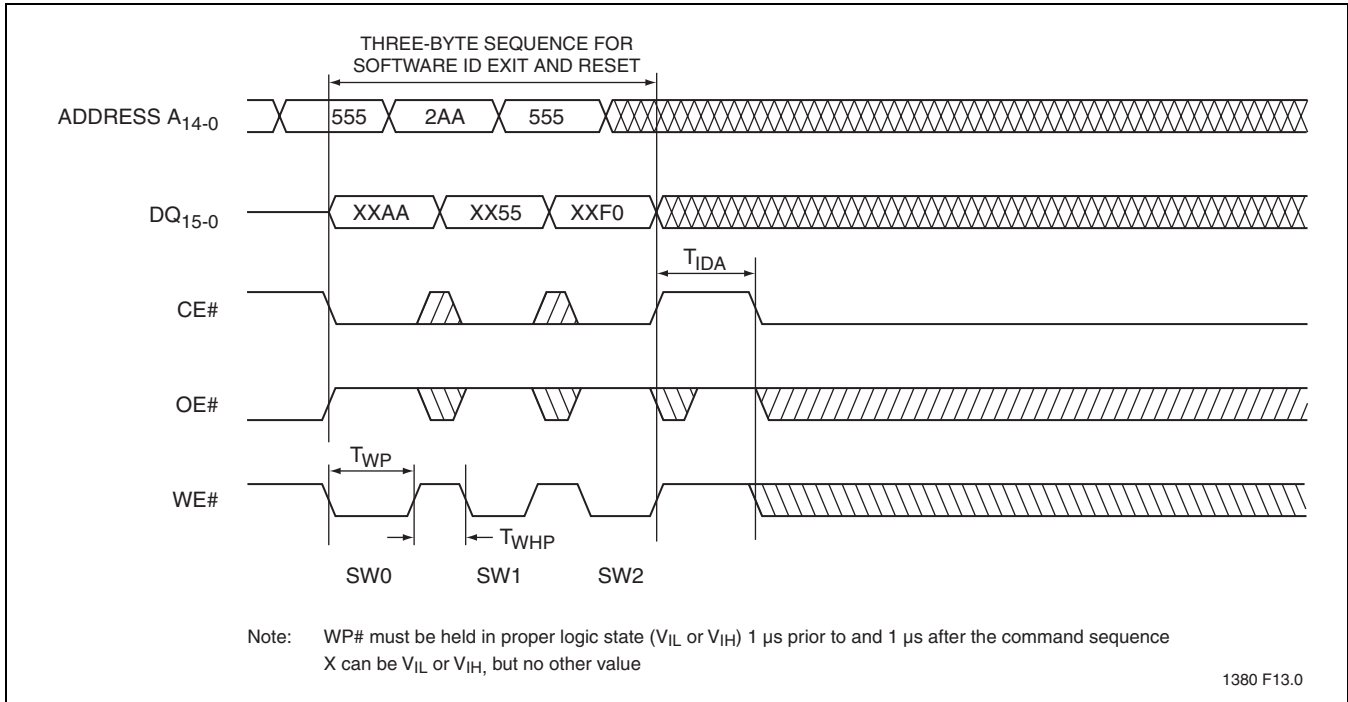 THREE-BYTE SEQUENCE FOR
SOFTWARE ID EXIT AND RESET
ADDRESS A14-0
555
2AA
555
DQ15-0
XXAA
XX55
XXF0
TIDA
CE#
OE#
TWP
WE#
TWHP
SW0
SW1
SW2
Note: WP# must be held in proper logic state (VIL or VIH) 1 µs prior to and 1 µs after the command sequence
X can be VIL or VIH, but no other value
1380 F13.0